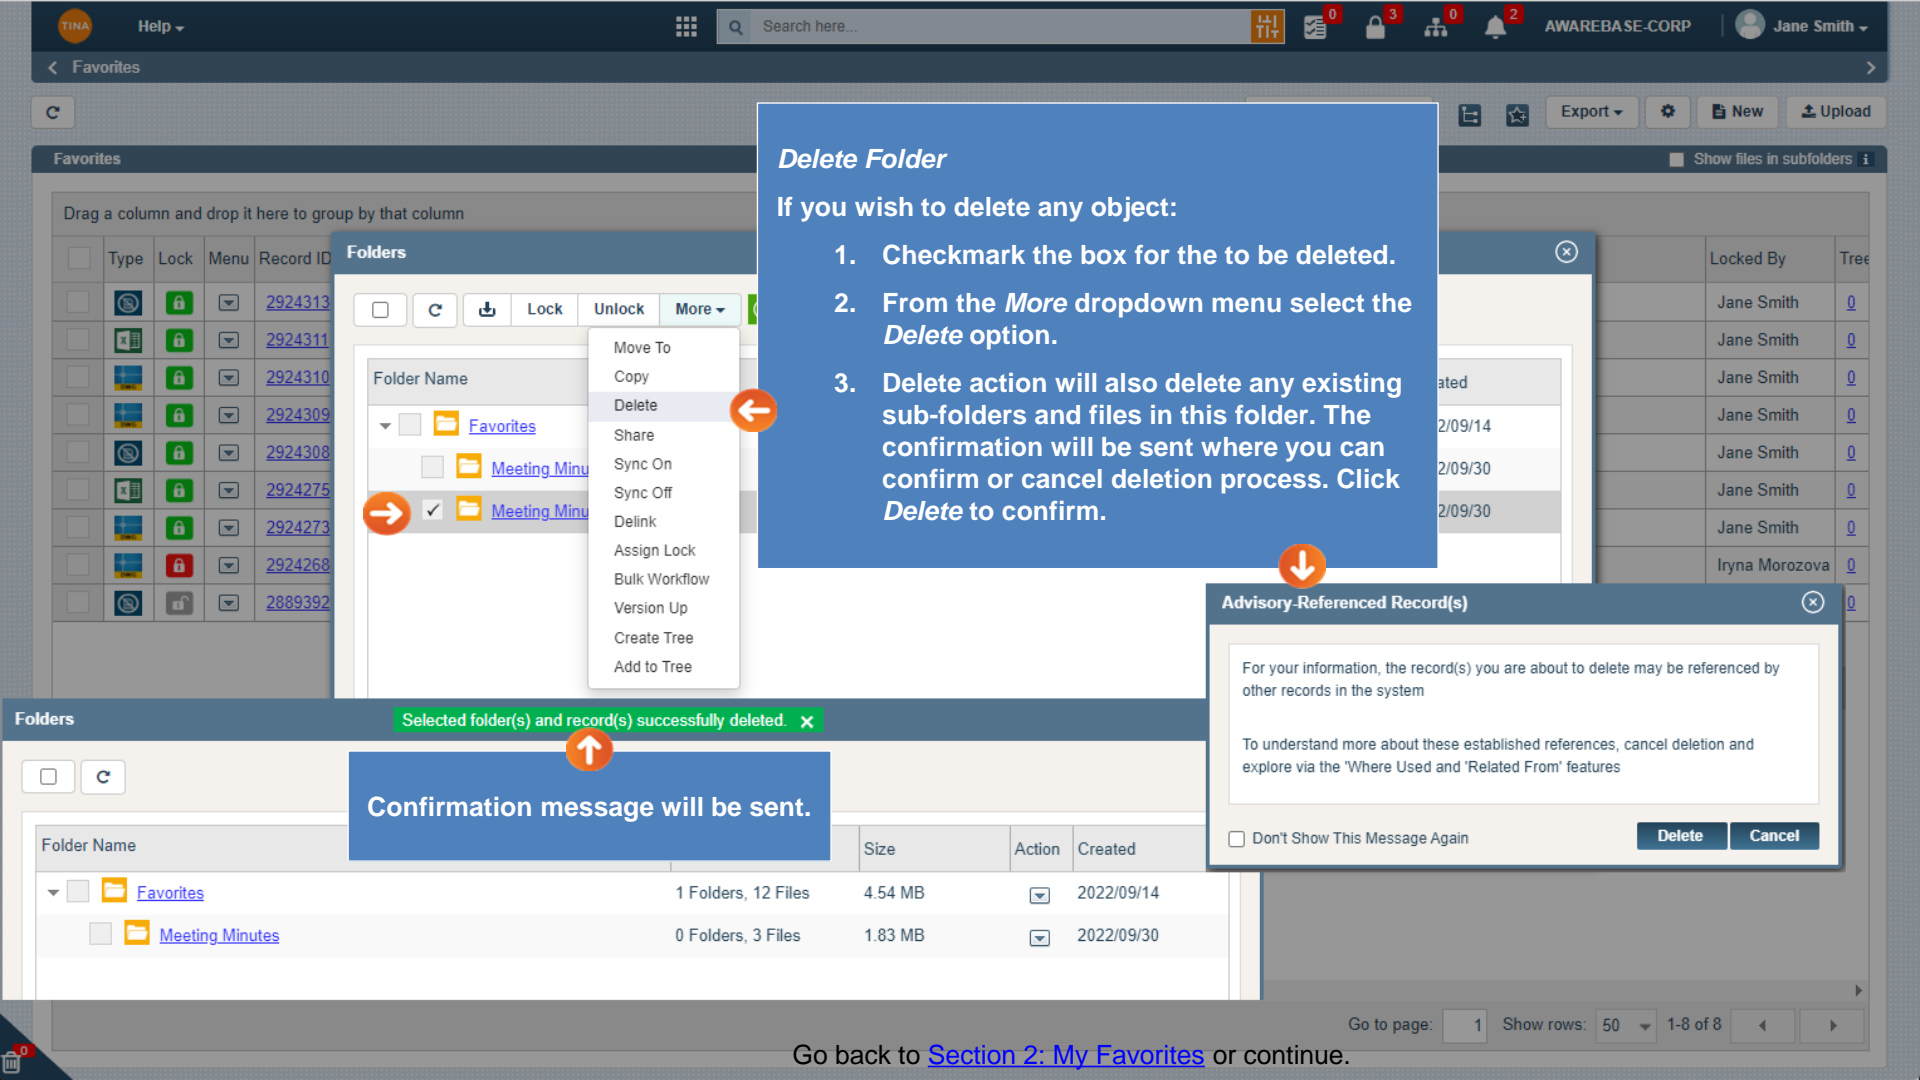 TINA Help Search here... 0 3 0 2 AWAREBASE-CORP Jane Smith
Favorites
Export New Upload
Favorites Show files in subfolders i
Drag a column and drop it here to group by that column
Type Lock Menu Record ID Locked By Tree
2924313 Jane Smith 0
2924311 Jane Smith 0
2924310 Jane Smith 0
2924309 Jane Smith 0
2924308 Jane Smith 0
2924275 Jane Smith 0
2924273 Jane Smith 0
2924268 Iryna Morozova 0
2889392 0
Folders
Lock Unlock More
Folder Name ated
Favorites 2/09/14
Meeting Minu 2/09/30
Meeting Minu 2/09/30
Move To
Copy
Delete
Share
Sync On
Sync Off
Delink
Assign Lock
Bulk Workflow
Version Up
Create Tree
Add to Tree
Delete Folder
If you wish to delete any object:
1. Checkmark the box for the to be deleted.
2. From the More dropdown menu select the
Delete option.
3. Delete action will also delete any existing
sub-folders and files in this folder. The
confirmation will be sent where you can
confirm or cancel deletion process. Click
Delete to confirm.
Advisory-Referenced Record(s)
For your information, the record(s) you are about to delete may be referenced by
other records in the system
To understand more about these established references, cancel deletion and
explore via the 'Where Used and 'Related From' features
Don't Show This Message Again Delete Cancel
Folders Selected folder(s) and record(s) successfully deleted.
Confirmation message will be sent.
Folder Name Size Action Created
Favorites 1 Folders, 12 Files 4.54 MB 2022/09/14
Meeting Minutes 0 Folders, 3 Files 1.83 MB 2022/09/30
Go to page: 1 Show rows: 50 1-8 of 8
0
Go back to Section 2: My Favorites or continue.